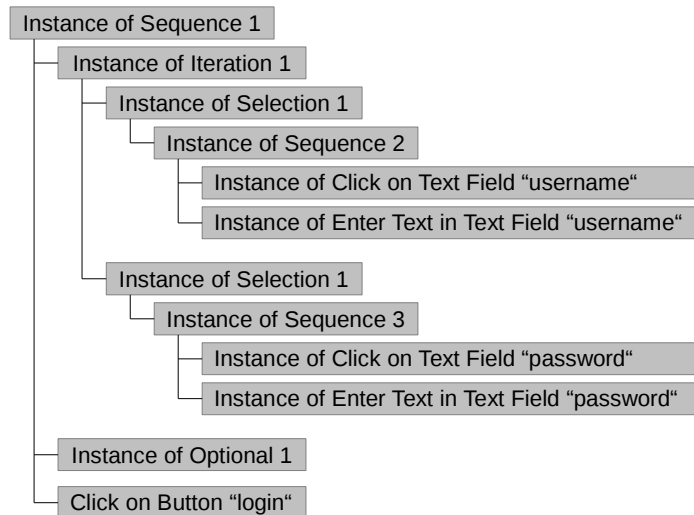 Instance of Sequence 1
Instance of Iteration 1
Instance of Selection 1
Instance of Sequence 2
Instance of Click on Text Field “username“
Instance of Enter Text in Text Field “username“
Instance of Selection 1
Instance of Sequence 3
Instance of Click on Text Field “password“
Instance of Enter Text in Text Field “password“
Instance of Optional 1
Click on Button “login“